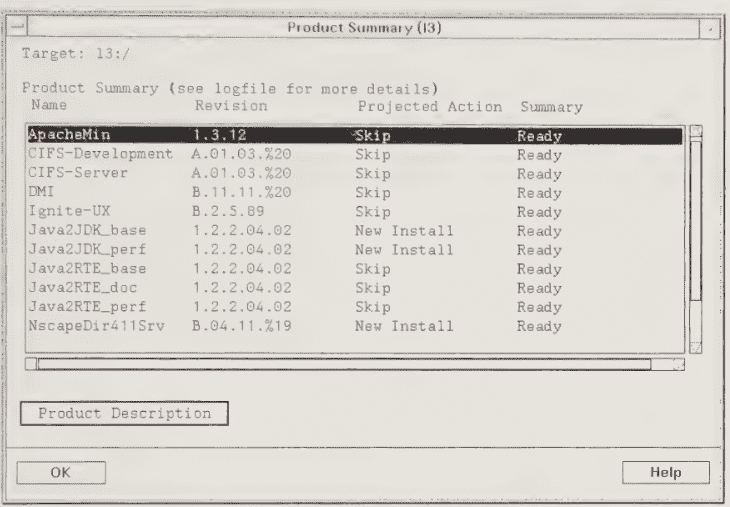 Product Summary (l3)
Target: l3:/
Product Summary (see logfile for more details)
Name Revision Projected Action Summary
ApacheMin 1.3.12 Skip Ready
CIFS-Development A.01.03.%20 Skip Ready
CIFS-Server A.01.03.%20 Skip Ready
DMI B.11.11.%20 Skip Ready
Ignite-UX B.2.5.89 Skip Ready
Java2JDK_base 1.2.2.04.02 New Install Ready
Java2JDK_perf 1.2.2.04.02 New Install Ready
Java2RTE_base 1.2.2.04.02 Skip Ready
Java2RTE_doc 1.2.2.04.02 Skip Ready
Java2RTE_perf 1.2.2.04.02 Skip Ready
NscapeDir411Srv B.04.11.%19 New Install Ready
Product Description
OK Help